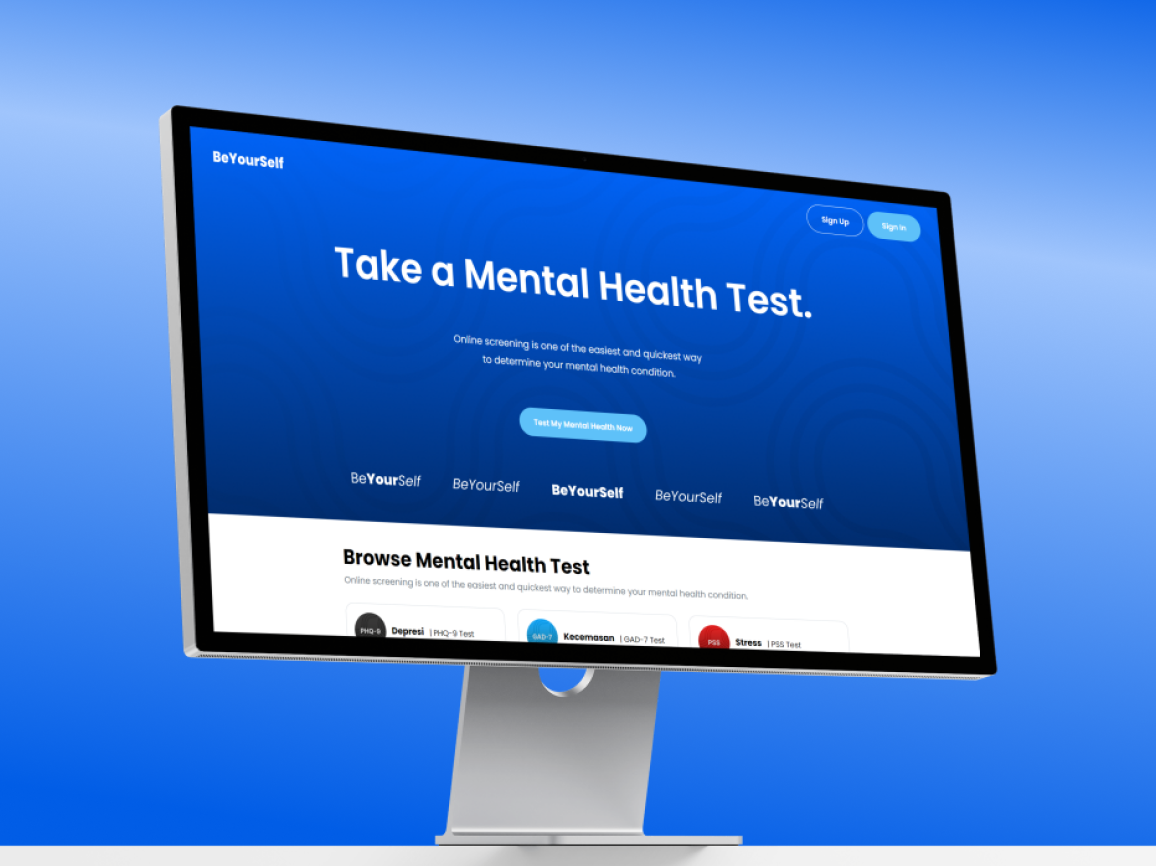 BeYourSelf
Sign Up
Sign In
Take a Mental Health Test.
Online screening is one of the easiest and quickest way
to determine your mental health condition.
Test My Mental Health Now
BeYourSelf
BeYourSelf
BeYourSelf
BeYourSelf
BeYourSelf
Browse Mental Health Test
Online screening is one of the easiest and quickest way to determine your mental health condition.
PHQ-9 Depresi | PHQ-9 Test
GAD-7 Kecemasan | GAD-7 Test
PSS Stress | PSS Test